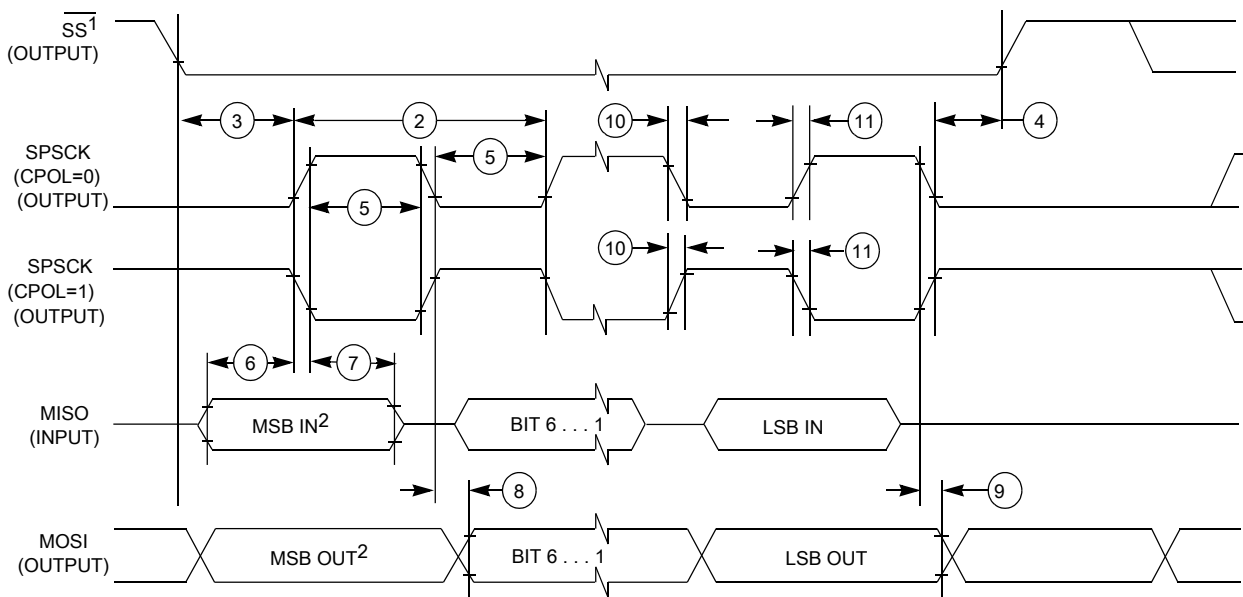 SS1
(OUTPUT)
3
2
10
11
4
SPSCK
(CPOL=0)
(OUTPUT)
5
5
10
11
SPSCK
(CPOL=1)
(OUTPUT)
6
7
MISO
(INPUT)
MSB IN2
BIT 6 . . . 1
LSB IN
8
9
MOSI
(OUTPUT)
MSB OUT2
BIT 6 . . . 1
LSB OUT